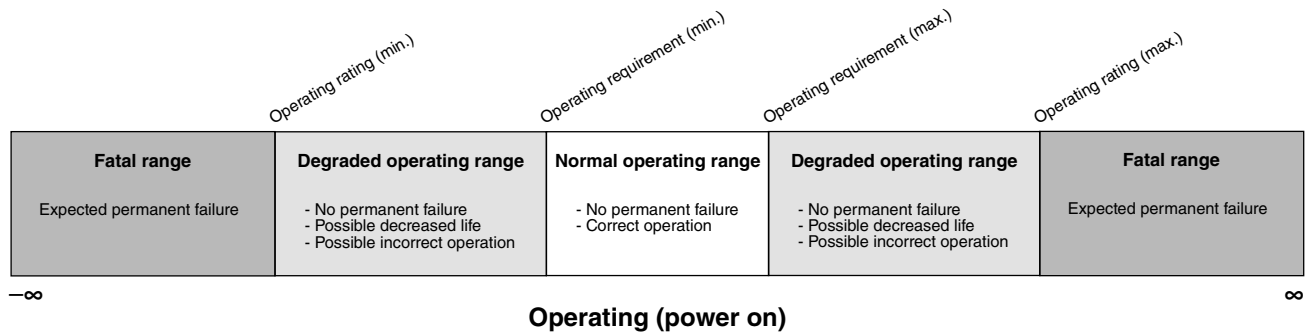 Operating rating (min.)
Operating requirement (min.)
Operating requirement (max.)
Operating rating (max.)
Fatal range
Expected permanent failure
Degraded operating range
- No permanent failure
- Possible decreased life
- Possible incorrect operation
Normal operating range
- No permanent failure
- Correct operation
Degraded operating range
- No permanent failure
- Possible decreased life
- Possible incorrect operation
Fatal range
Expected permanent failure
–∞
∞
Operating (power on)